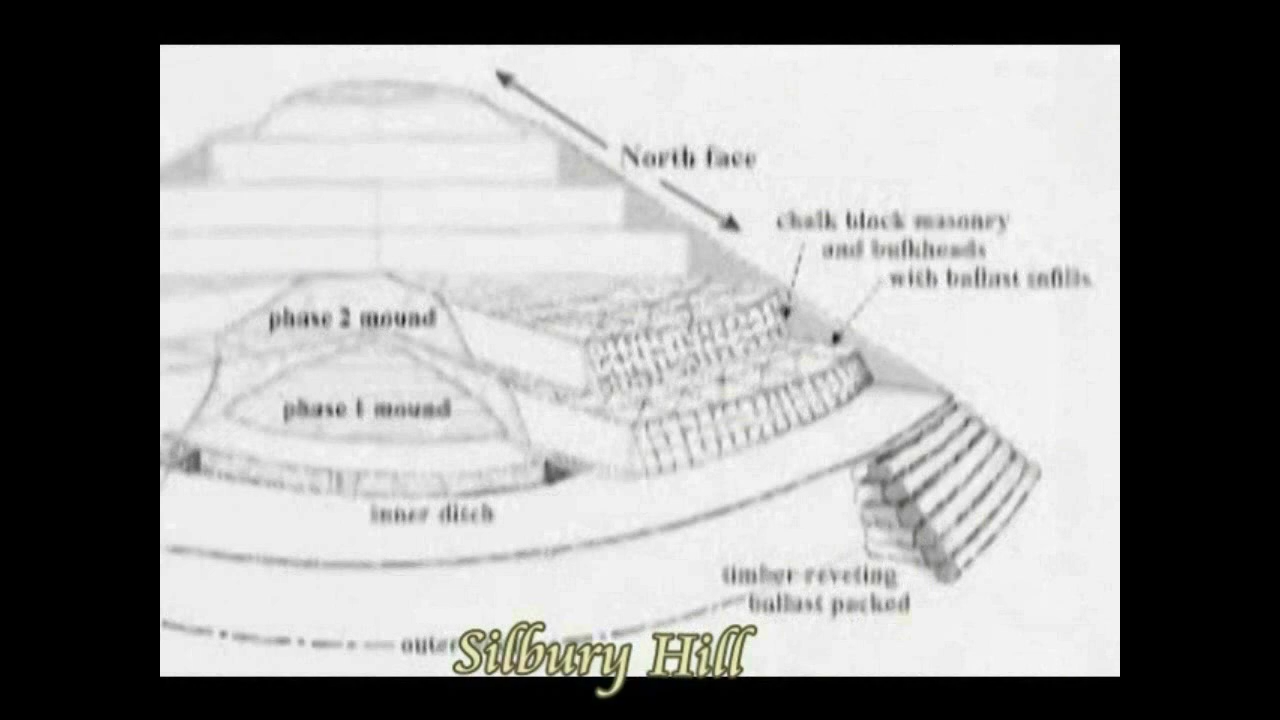 North face
chalk block masonry
and bulkheads
with ballast infills
phase 2 mound
phase 1 mound
inner ditch
timber reveting
ballast packed
outer
Silbury Hill